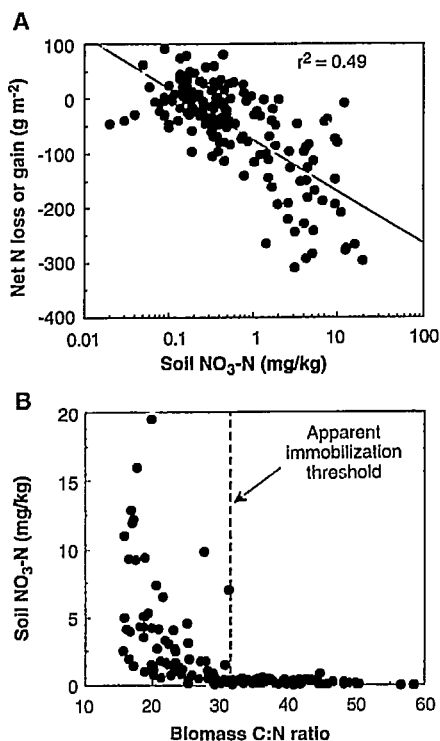 A
r² = 0.49
100
0
-100
-200
-300
-400
Net N loss or gain (g m⁻²)
0.01
0.1
1
10
100
Soil NO₃-N (mg/kg)
B
20
15
10
5
0
Soil NO₃-N (mg/kg)
Apparent
immobilization
threshold
10
20
30
40
50
60
Biomass C:N ratio